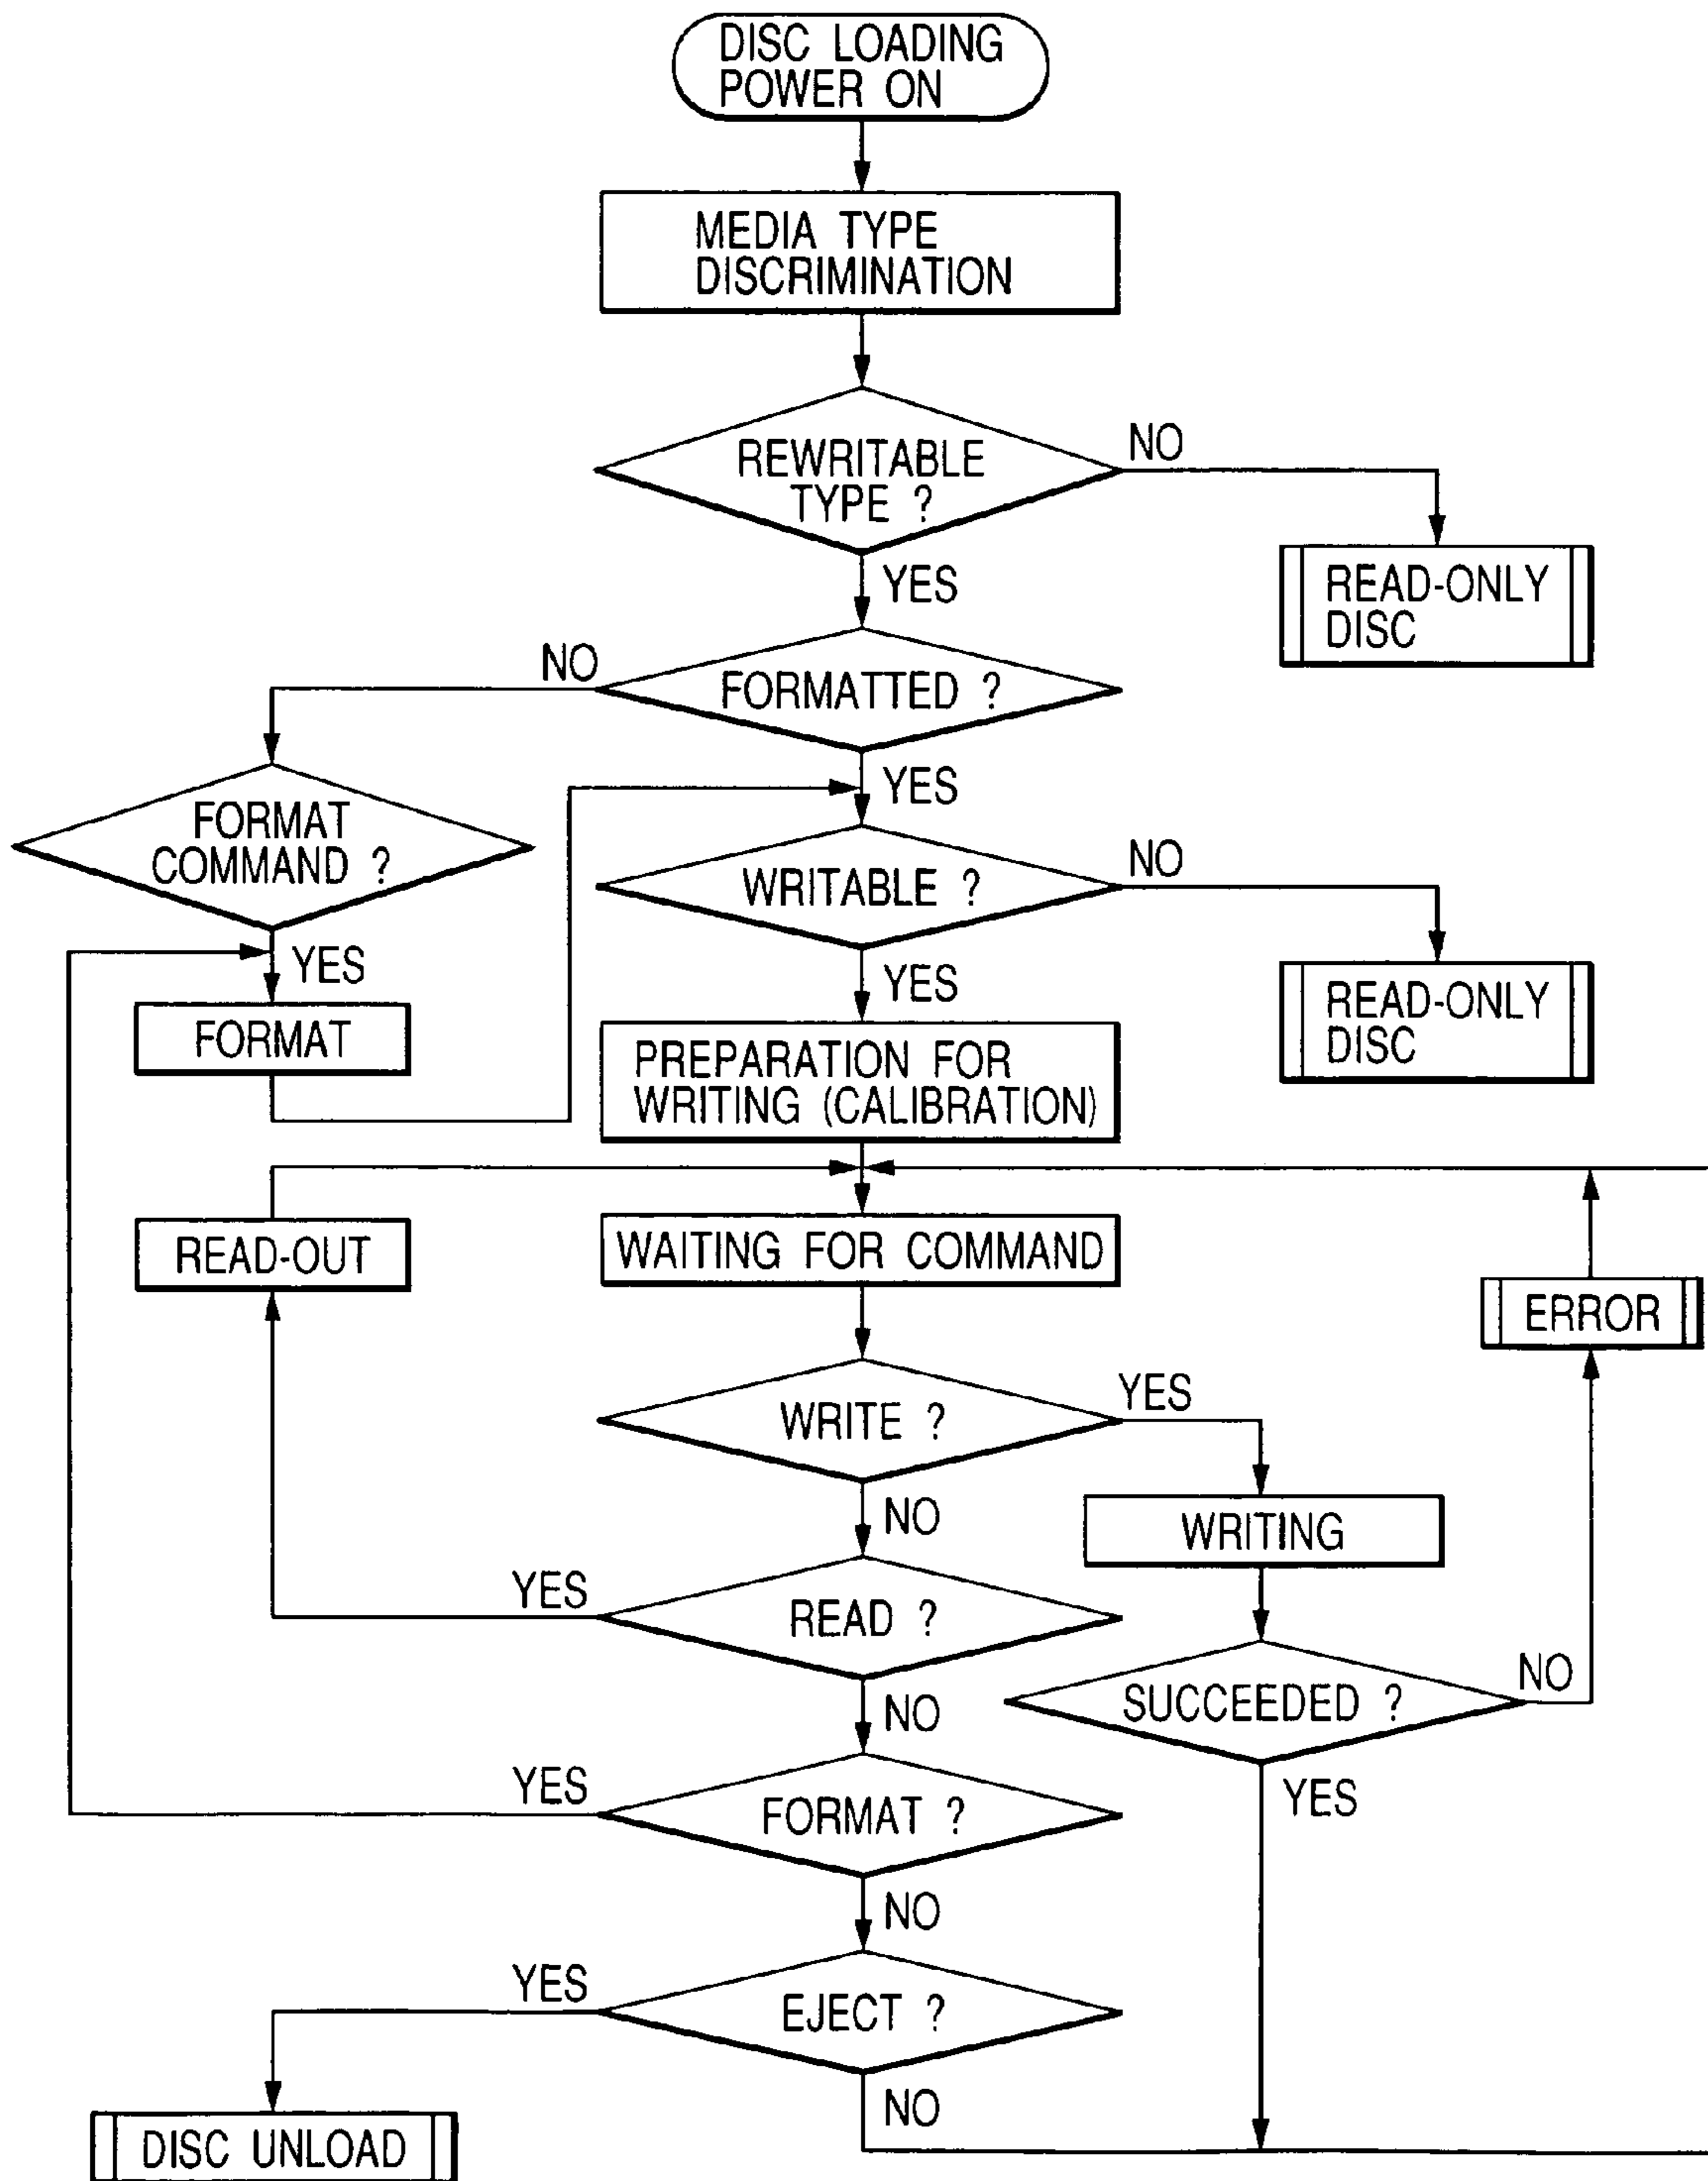 DISC LOADING
POWER ON
MEDIA TYPE
DISCRIMINATION
REWRITABLE
TYPE ?
NO
READ-ONLY
DISC
YES
FORMATTED ?
NO
FORMAT
COMMAND ?
YES
WRITABLE ?
NO
READ-ONLY
DISC
YES
FORMAT
YES
PREPARATION FOR
WRITING (CALIBRATION)
READ-OUT
WAITING FOR COMMAND
ERROR
WRITE ?
YES
WRITING
NO
READ ?
YES
SUCCEEDED ?
NO
NO
FORMAT ?
YES
YES
NO
EJECT ?
YES
NO
DISC UNLOAD